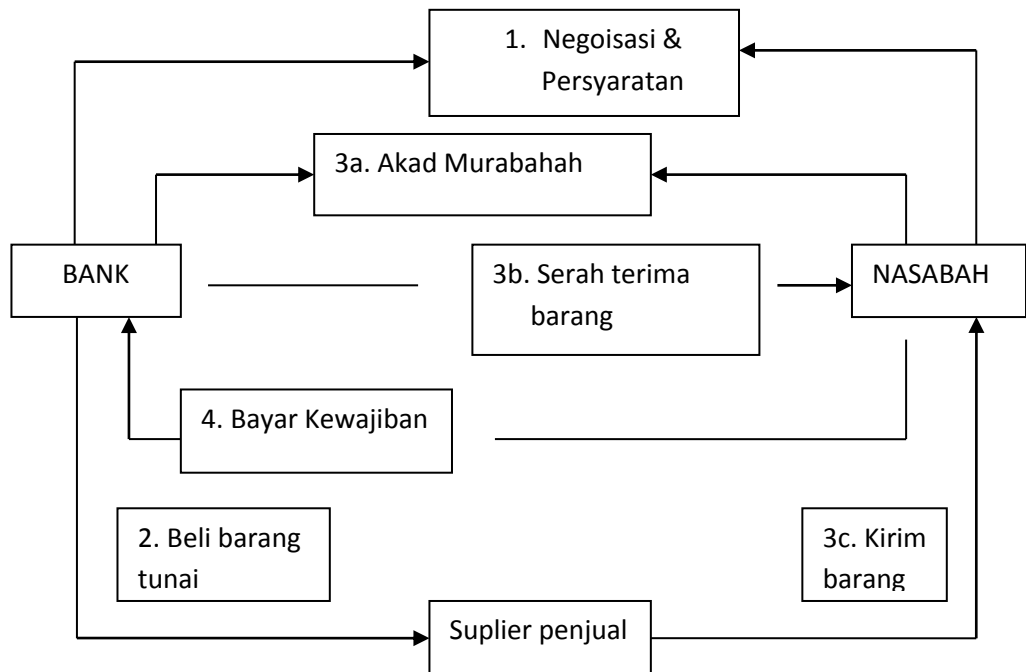 1. Negoisasi &
Persyaratan
3a. Akad Murabahah
BANK
3b. Serah terima
barang
NASABAH
4. Bayar Kewajiban
2. Beli barang
tunai
3c. Kirim
barang
Suplier penjual